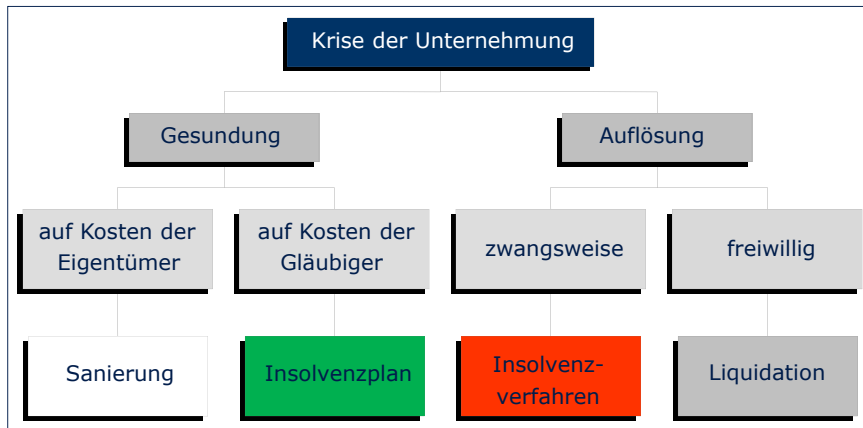 Krise der Unternehmung
Gesundung
Auflösung
auf Kosten der
Eigentümer
auf Kosten der
Gläubiger
zwangsweise
freiwillig
Sanierung
Insolvenzplan
Insolvenz-
verfahren
Liquidation